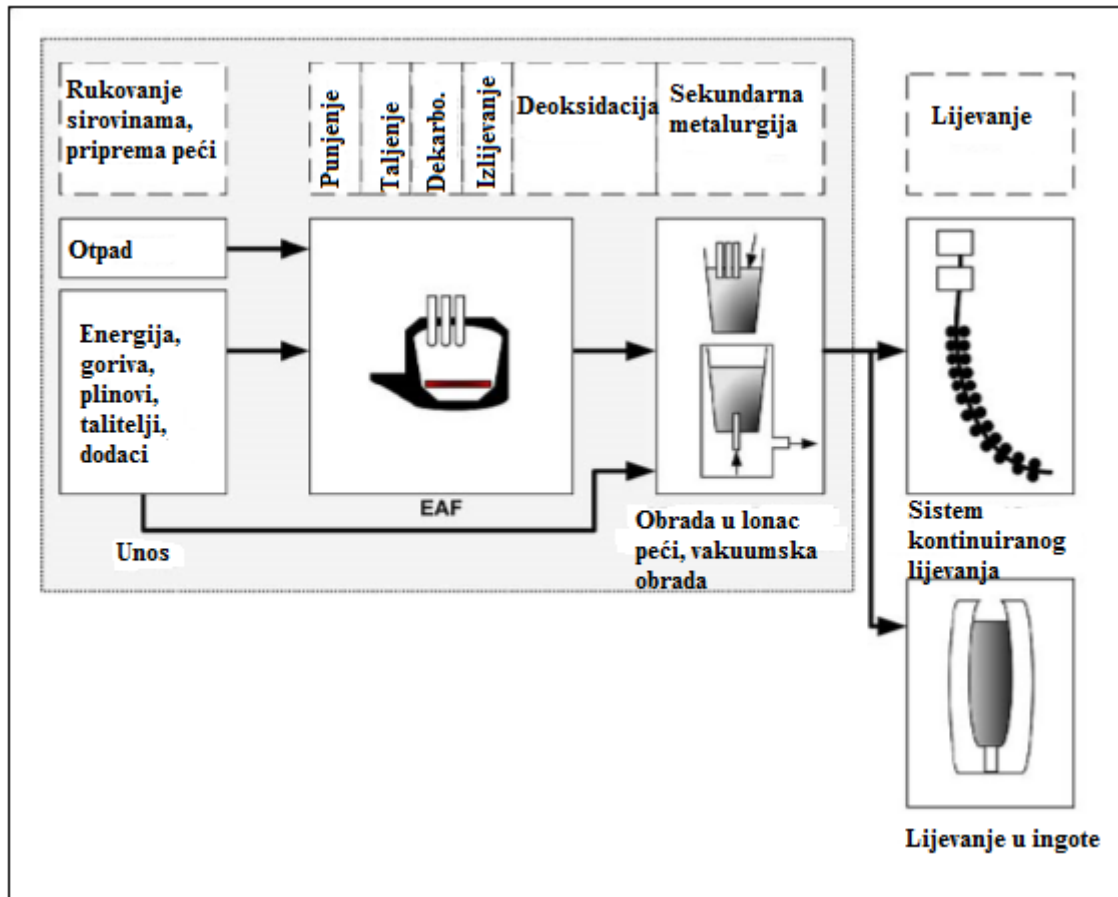 Rukovanje
sirovinama,
priprema peći
Punjenje
Taljenje
Dekarbo.
Izlijevanje
Deoksidacija
Sekundarna
metalurgija
Lijevanje
Otpad
Energija,
goriva,
plinovi,
talitelji,
dodaci
EAF
Unos
Obrada u lonac
peći, vakuumska
obrada
Sistem
kontinuiranog
lijevanja
Lijevanje u ingote